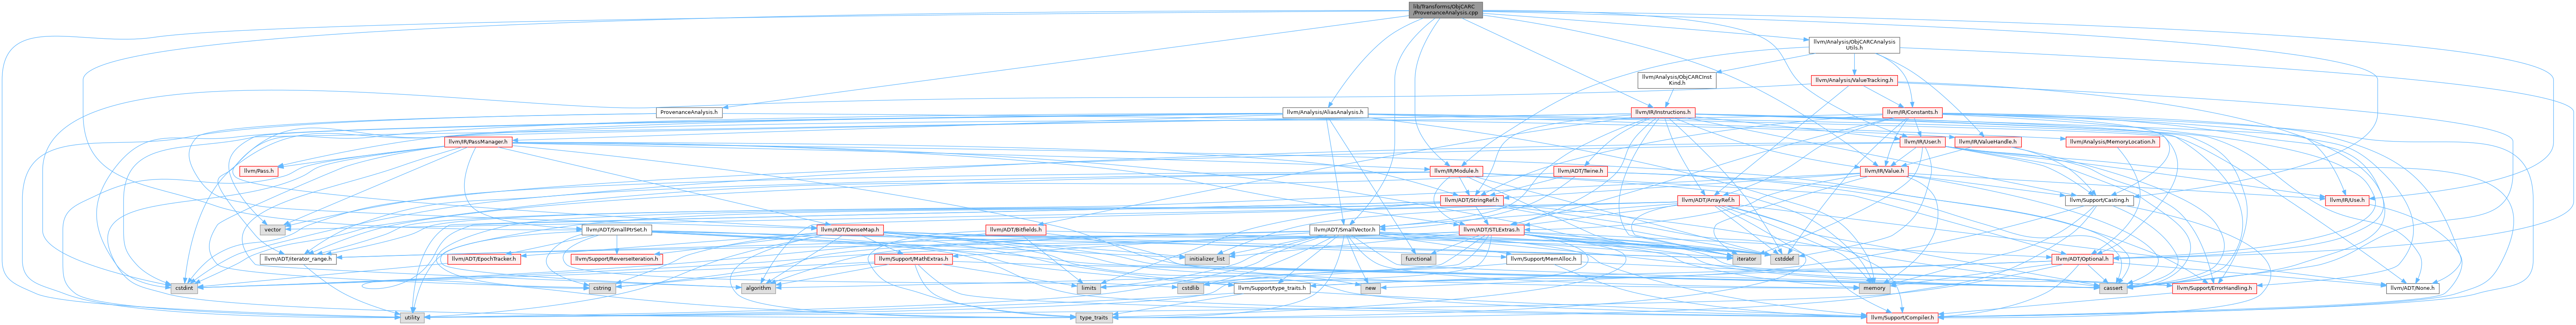 lib/Transforms/ObjCARC
/ProvenanceAnalysis.cpp
llvm/Analysis/ObjCARCAnalysis
Utils.h
llvm/Analysis/ObjCARCInst
Kind.h
llvm/Analysis/ValueTracking.h
ProvenanceAnalysis.h
llvm/Analysis/AliasAnalysis.h
llvm/IR/Instructions.h
llvm/IR/Constants.h
llvm/IR/PassManager.h
llvm/IR/User.h
llvm/IR/ValueHandle.h
llvm/Analysis/MemoryLocation.h
llvm/Pass.h
llvm/IR/Module.h
llvm/ADT/Twine.h
llvm/IR/Value.h
llvm/ADT/StringRef.h
llvm/ADT/ArrayRef.h
llvm/Support/Casting.h
llvm/IR/Use.h
vector
llvm/ADT/SmallPtrSet.h
llvm/ADT/DenseMap.h
llvm/ADT/Bitfields.h
llvm/ADT/SmallVector.h
llvm/ADT/STLExtras.h
llvm/ADT/iterator_range.h
llvm/ADT/EpochTracker.h
llvm/Support/ReverseIteration.h
llvm/Support/MathExtras.h
initializer_list
functional
llvm/Support/MemAlloc.h
iterator
cstddef
llvm/ADT/Optional.h
cstdint
cstring
algorithm
limits
cstdlib
llvm/Support/type_traits.h
new
memory
cassert
llvm/Support/ErrorHandling.h
llvm/ADT/None.h
utility
type_traits
llvm/Support/Compiler.h